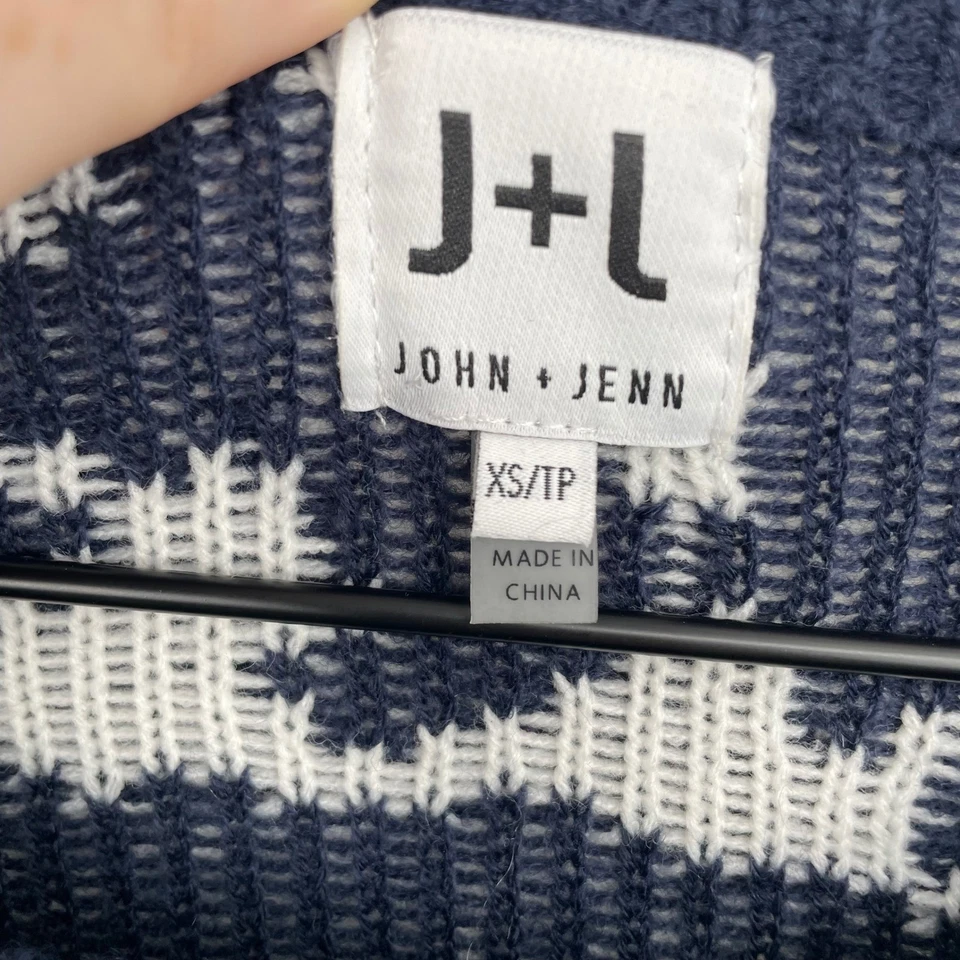 J+J
JOHN + JENN
XS/TP
MADE IN
CHINA